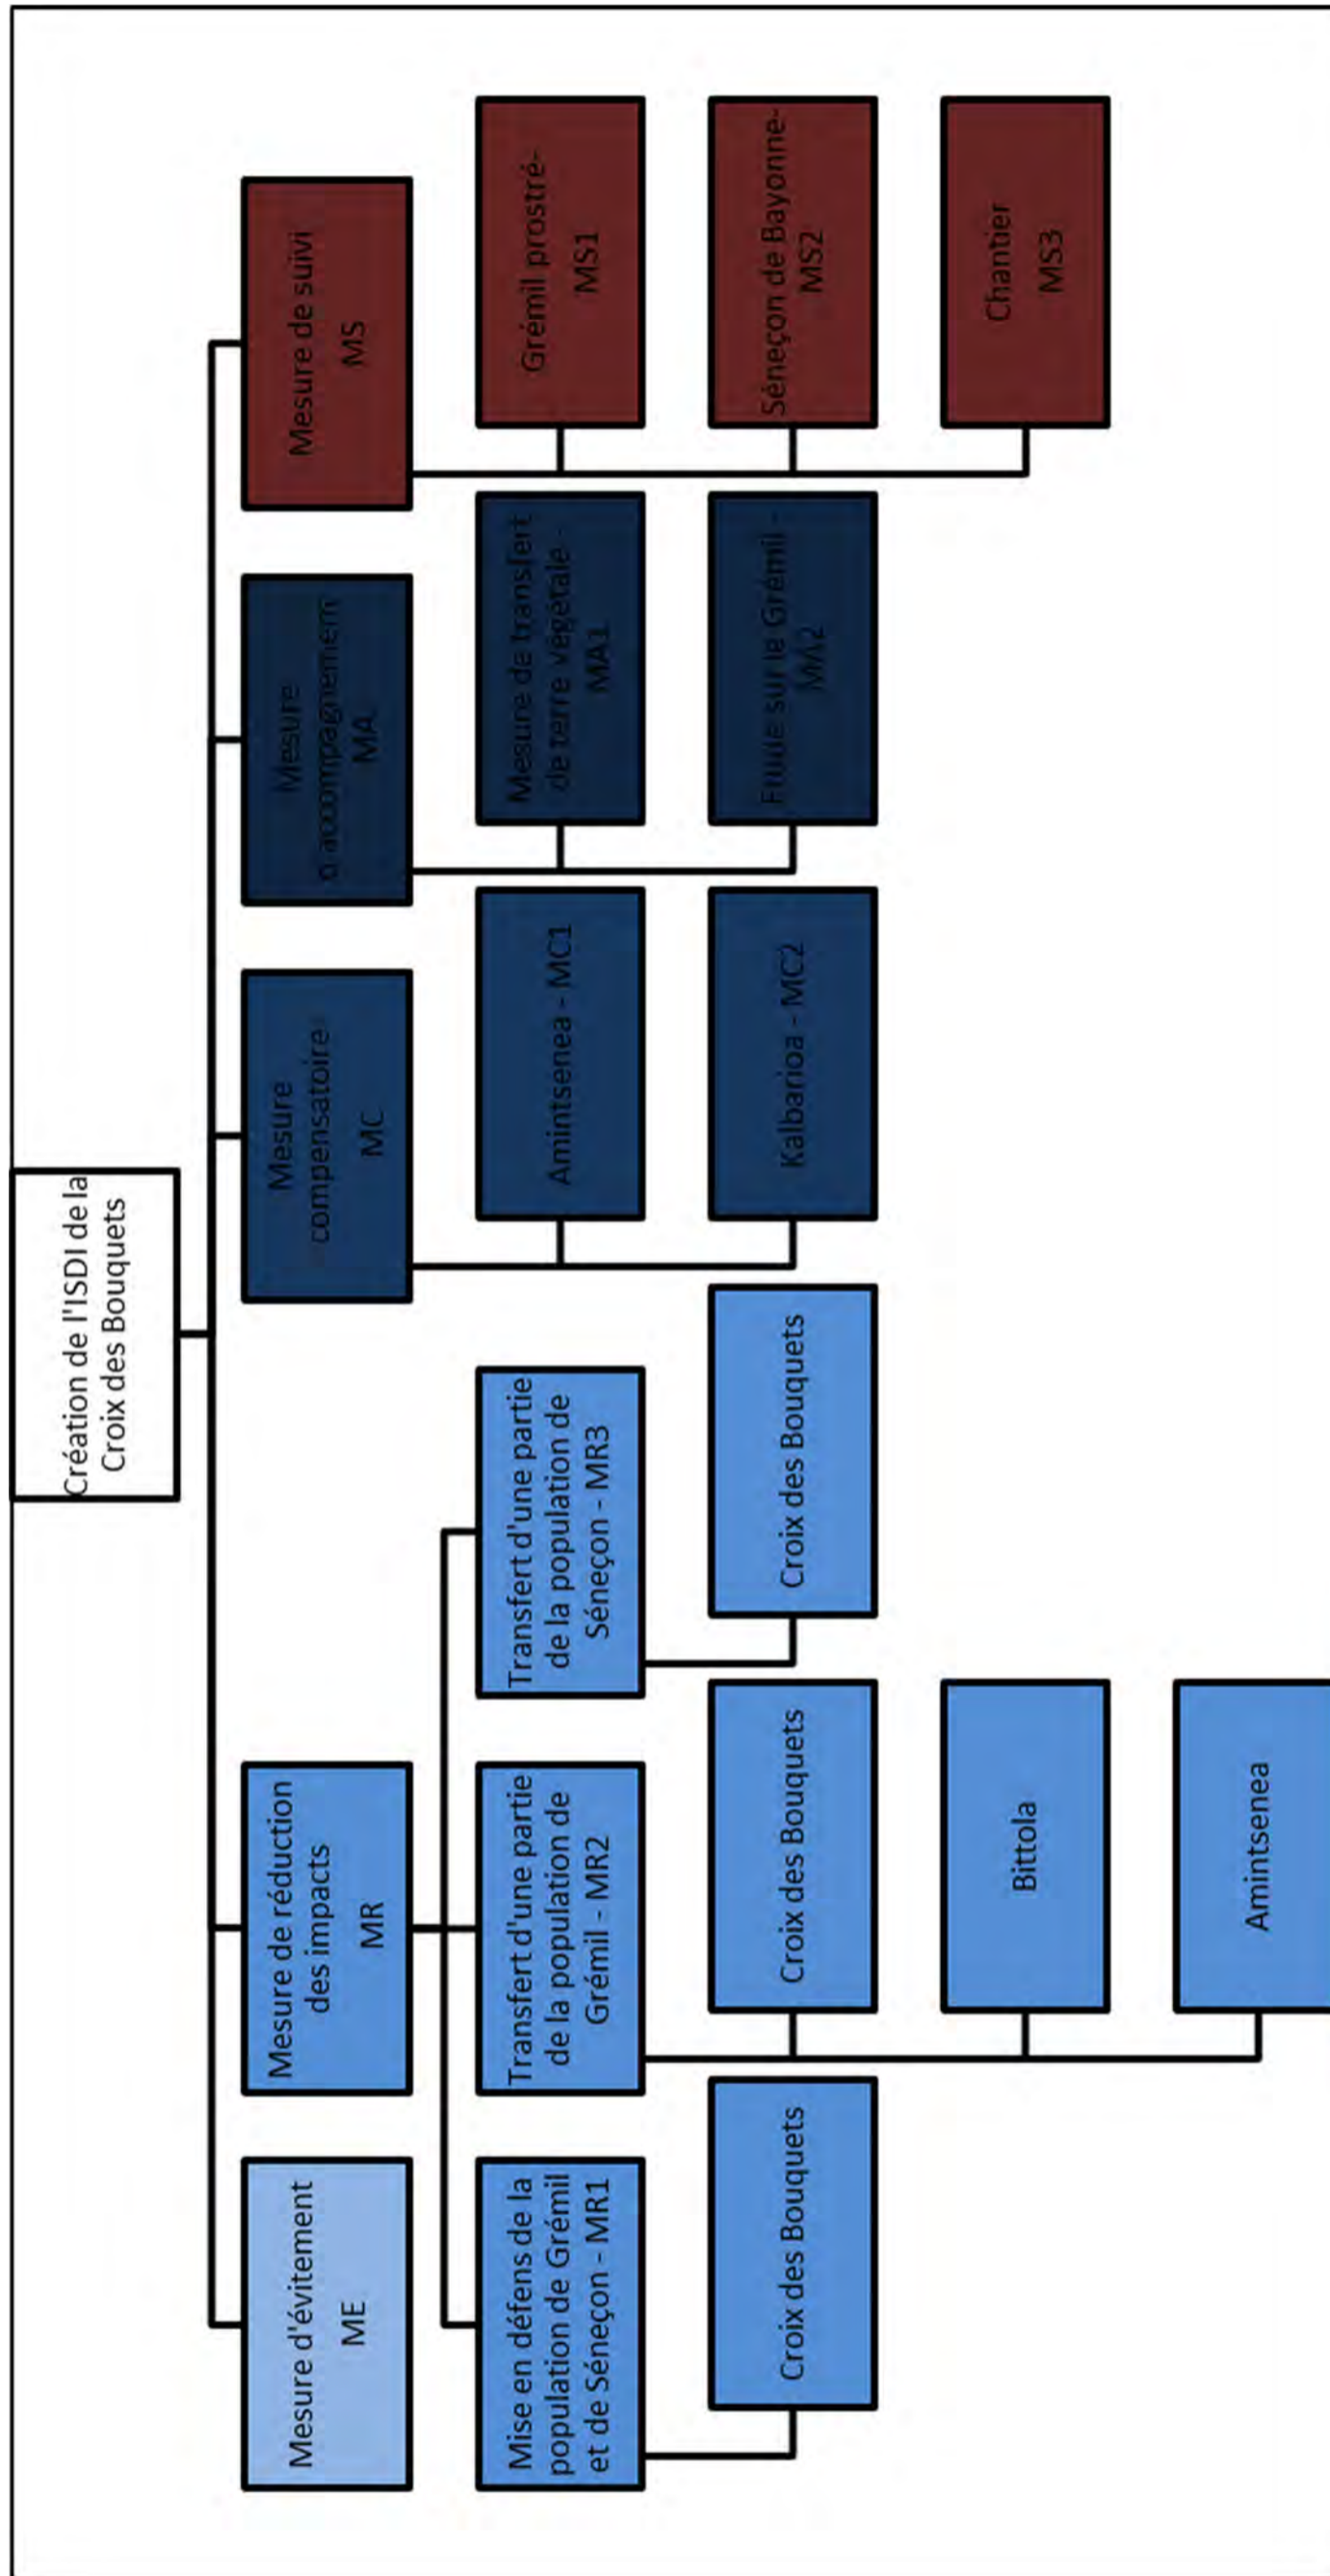 Création de l'ISDI de la
Croix des Bouquets
Mesure d'évitement
ME
Mesure de réduction
des impacts
MR
Mise en défens de la
population de Grémil
et de Séneçon - MR1
Croix des Bouquets
Transfert d'une partie
de la population de
Grémil - MR2
Croix des Bouquets
Bittola
Amintsenea
Transfert d'une partie
de la population de
Séneçon - MR3
Croix des Bouquets
Mesure
compensatoire
MC
Amintsenea - MC1
Kalbarioa - MC2
Mesure
accompagnem
MA
Mesure de transfert
de terre végétale -
MA1
Etude sur le Grémil -
MA2
Mesure de suivi
MS
Grémil prostré-
MS1
Séneçon de Bayonne-
MS2
Chantier
MS3